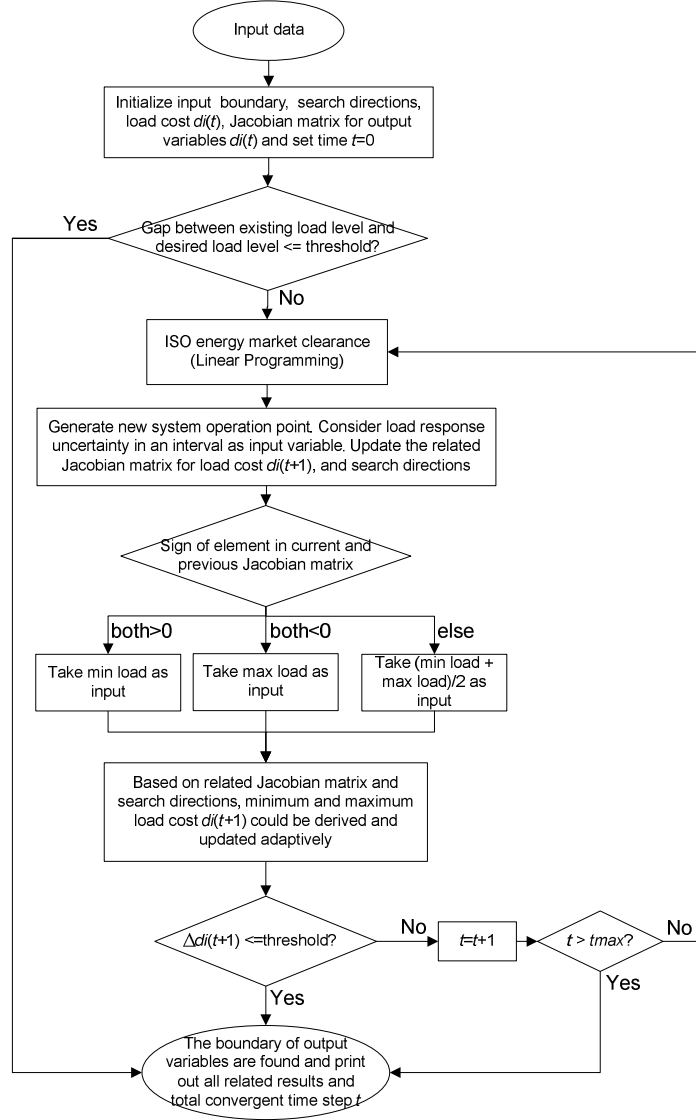 Input data
Initialize input boundary, search directions,
load cost di(t), Jacobian matrix for output
variables di(t) and set time t=0
Yes
Gap between existing load level and
desired load level <= threshold?
No
ISO energy market clearance
(Linear Programming)
Generate new system operation point. Consider load response
uncertainty in an interval as input variable. Update the related
Jacobian matrix for load cost di(t+1), and search directions
Sign of element in current and
previous Jacobian matrix
both>0
both<0
else
Take min load as
input
Take max load as
input
Take (min load +
max load)/2 as
input
Based on related Jacobian matrix and
search directions, minimum and maximum
load cost di(t+1) could be derived and
updated adaptively
Δdi(t+1) <=threshold?
No
t=t+1
t > tmax?
No
Yes
Yes
The boundary of output
variables are found and print
out all related results and
total convergent time step t